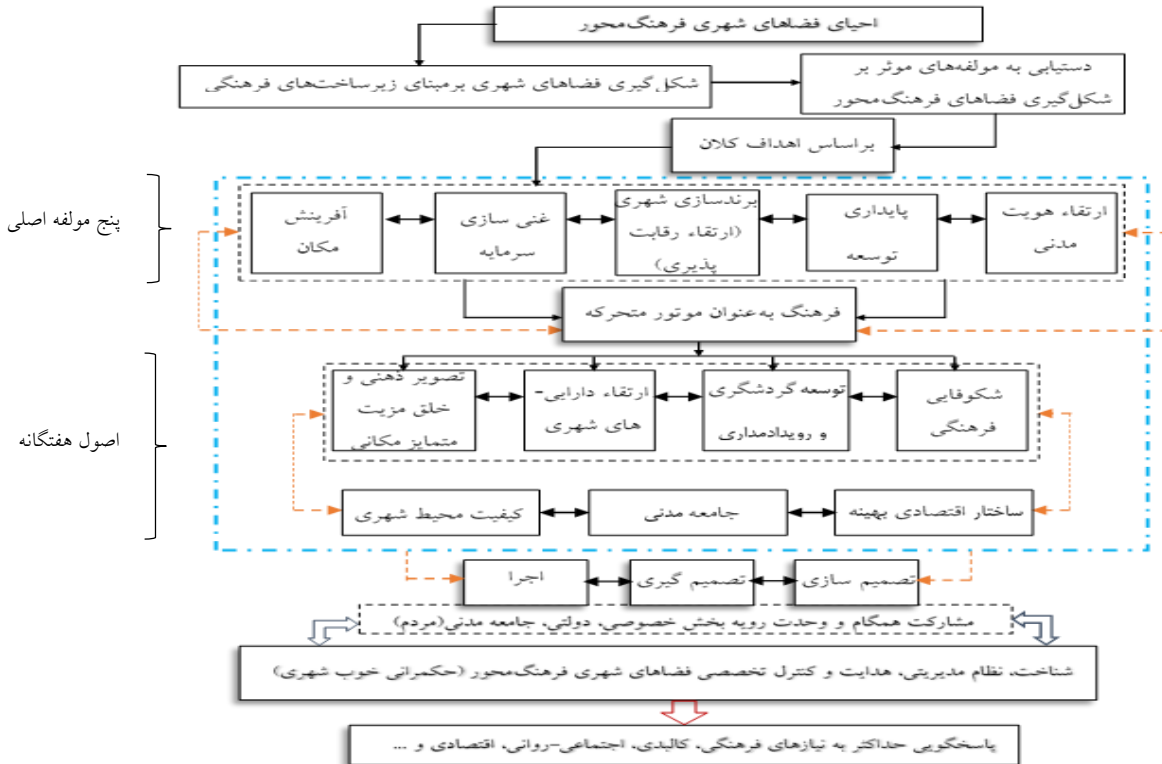 احیای فضاهای شهری فرهنگ‌محور
دستیابی به مولفه‌های موثر بر
شکل‌گیری فضاهای فرهنگ‌محور
شکل‌گیری فضاهای شهری برمبنای زیرساخت‌های فرهنگی
براساس اهداف کلان
پنج مولفه اصلی
ارتقاء هویت
مدنی
پایداری
توسعه
برندسازی شهری
(ارتقاء رقابت
پذیری)
غنی سازی
سرمایه
آفرینش
مکان
فرهنگ به‌عنوان موتور متحرکه
اصول هفتگانه
شکوفایی
فرهنگی
توسعه گردشگری
و رویدادمداری
ارتقاء دارایی-
های شهری
تصویر ذهنی و
خلق مزیت
متمایز مکانی
ساختار اقتصادی بهینه
جامعه مدنی
کیفیت محیط شهری
تصمیم سازی
تصمیم گیری
اجرا
مشارکت همگام و وحدت رویه بخش خصوصی، دولتی، جامعه مدنی(مردم)
شناخت، نظام مدیریتی، هدایت و کنترل تخصصی فضاهای شهری فرهنگ‌محور (حکمرانی خوب شهری)
پاسخگویی حداکثر به نیازهای فرهنگی، کالبدی، اجتماعی-روانی، اقتصادی و ...